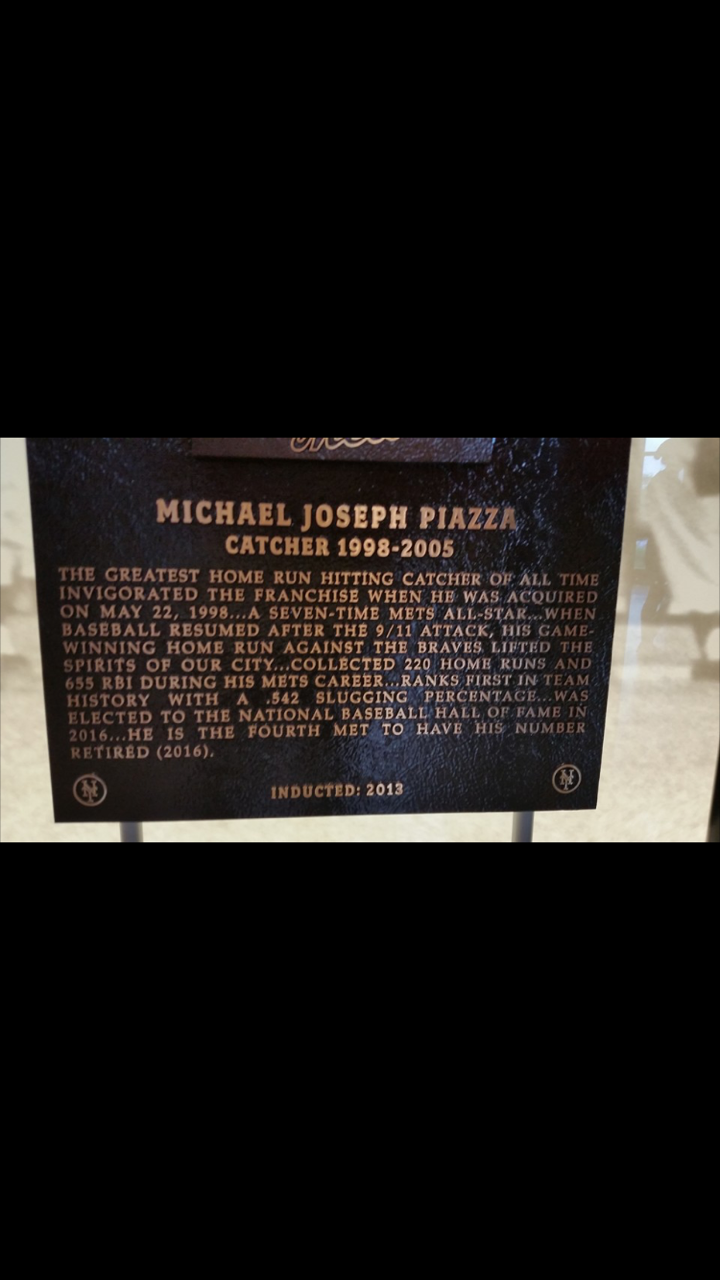 MICHAEL JOSEPH PIAZZA
CATCHER 1998-2005
THE GREATEST HOME RUN HITTING CATCHER OF ALL TIME
INVIGORATED THE FRANCHISE WHEN HE WAS ACQUIRED
ON MAY 22, 1998...A SEVEN-TIME METS ALL-STAR...WHEN
BASEBALL RESUMED AFTER THE 9/11 ATTACK, HIS GAME-
WINNING HOME RUN AGAINST THE BRAVES LIFTED THE
SPIRITS OF OUR CITY...COLLECTED 220 HOME RUNS AND
655 RBI DURING HIS METS CAREER...RANKS FIRST IN TEAM
HISTORY WITH A .542 SLUGGING PERCENTAGE...WAS
ELECTED TO THE NATIONAL BASEBALL HALL OF FAME IN
2016...HE IS THE FOURTH MET TO HAVE HIS NUMBER
RETIRED (2016).
NY INDUCTED: 2013 NY